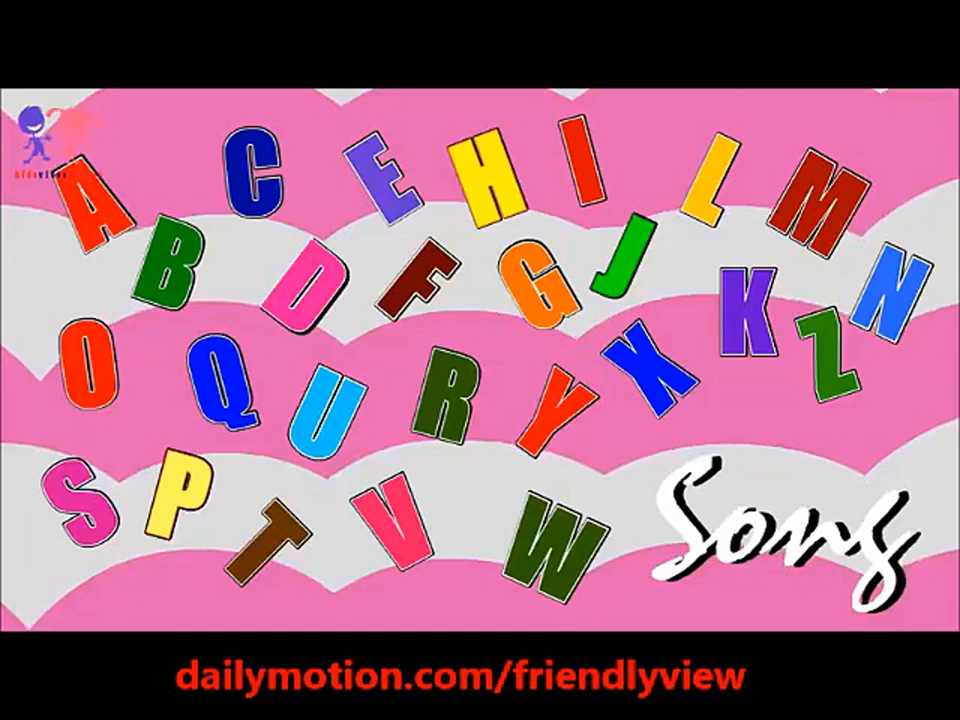 A C E H I L M
B D F G J K N
O Q U R Y X Z
S P T V W Song
dailymotion.com/friendlyview